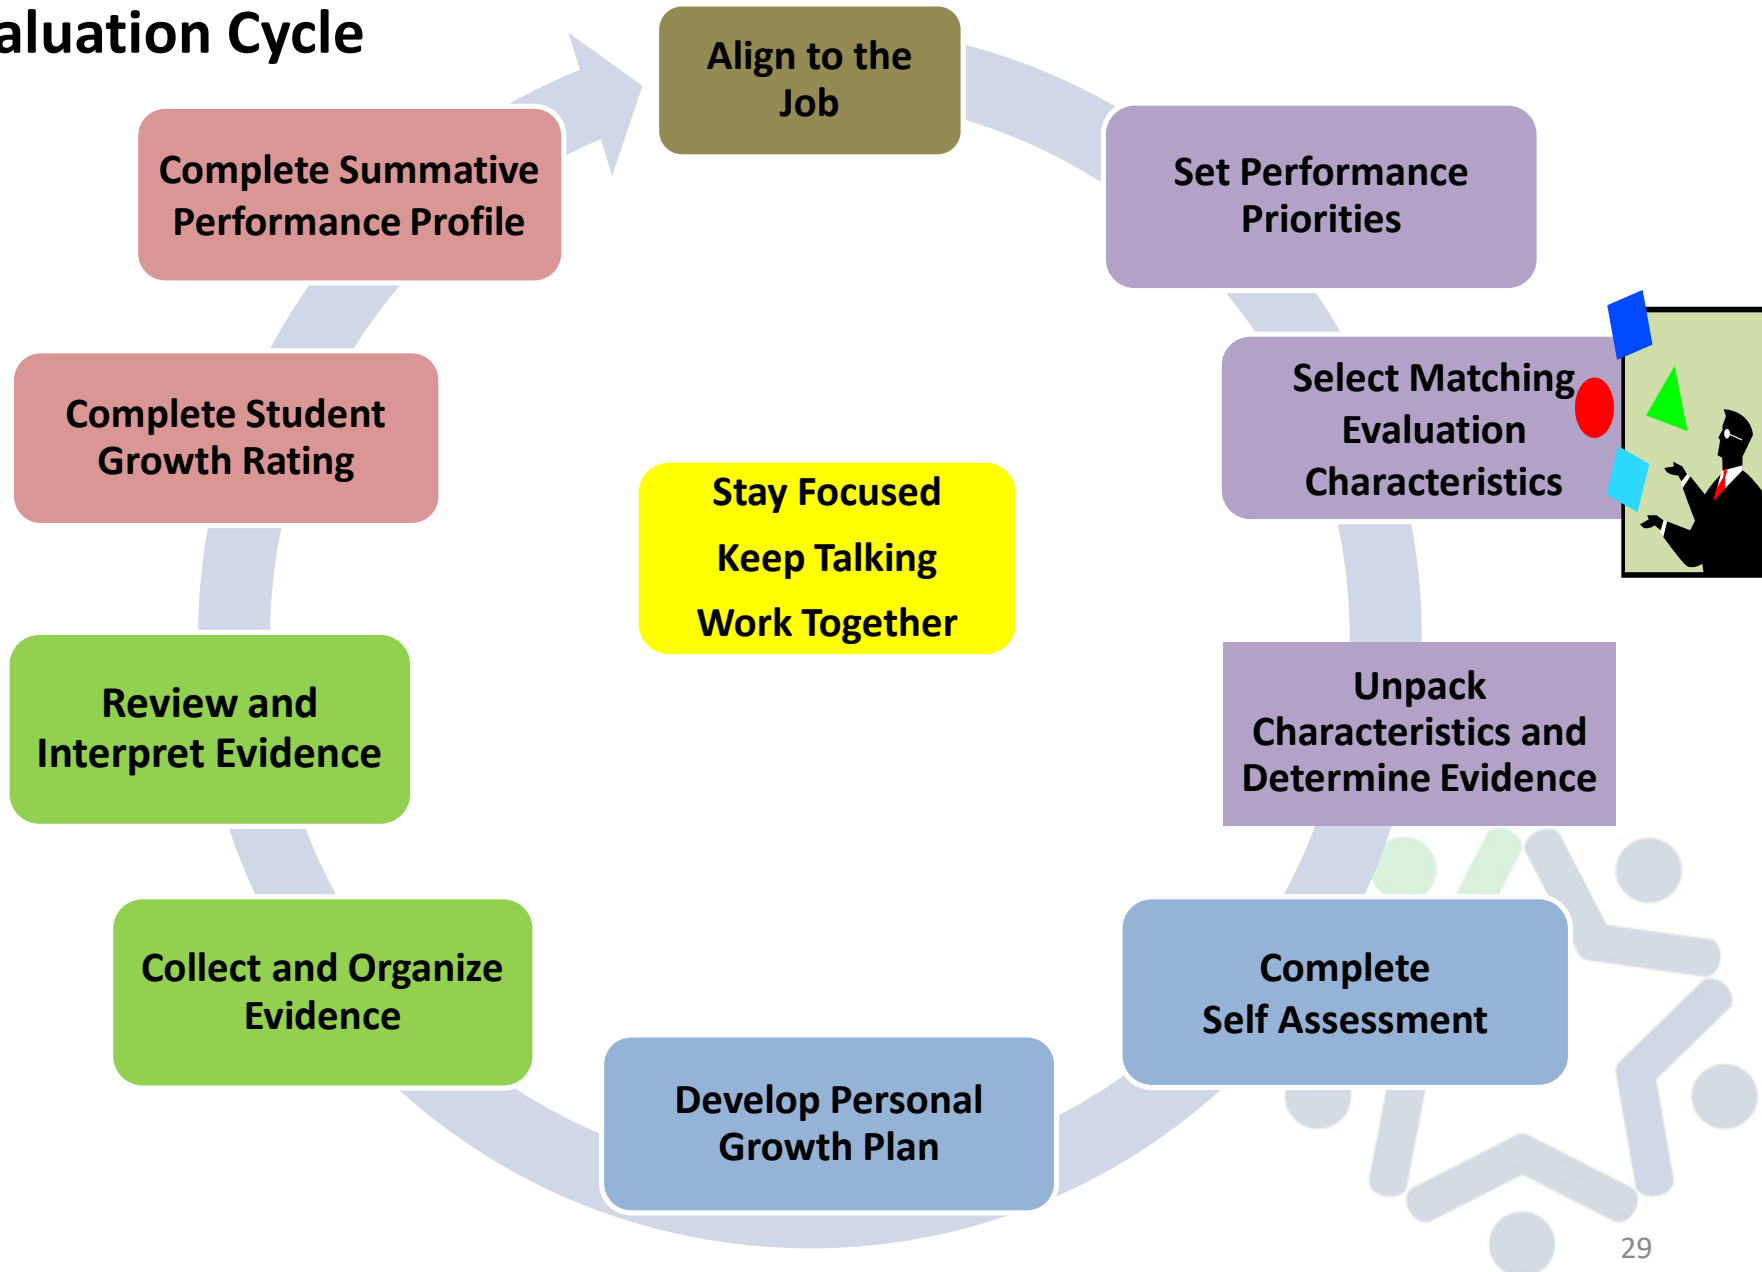 aluation Cycle
Align to the
Job
Set Performance
Priorities
Select Matching
Evaluation
Characteristics
Unpack
Characteristics and
Determine Evidence
Complete
Self Assessment
Develop Personal
Growth Plan
Collect and Organize
Evidence
Review and
Interpret Evidence
Complete Student
Growth Rating
Complete Summative
Performance Profile
Stay Focused
Keep Talking
Work Together
29